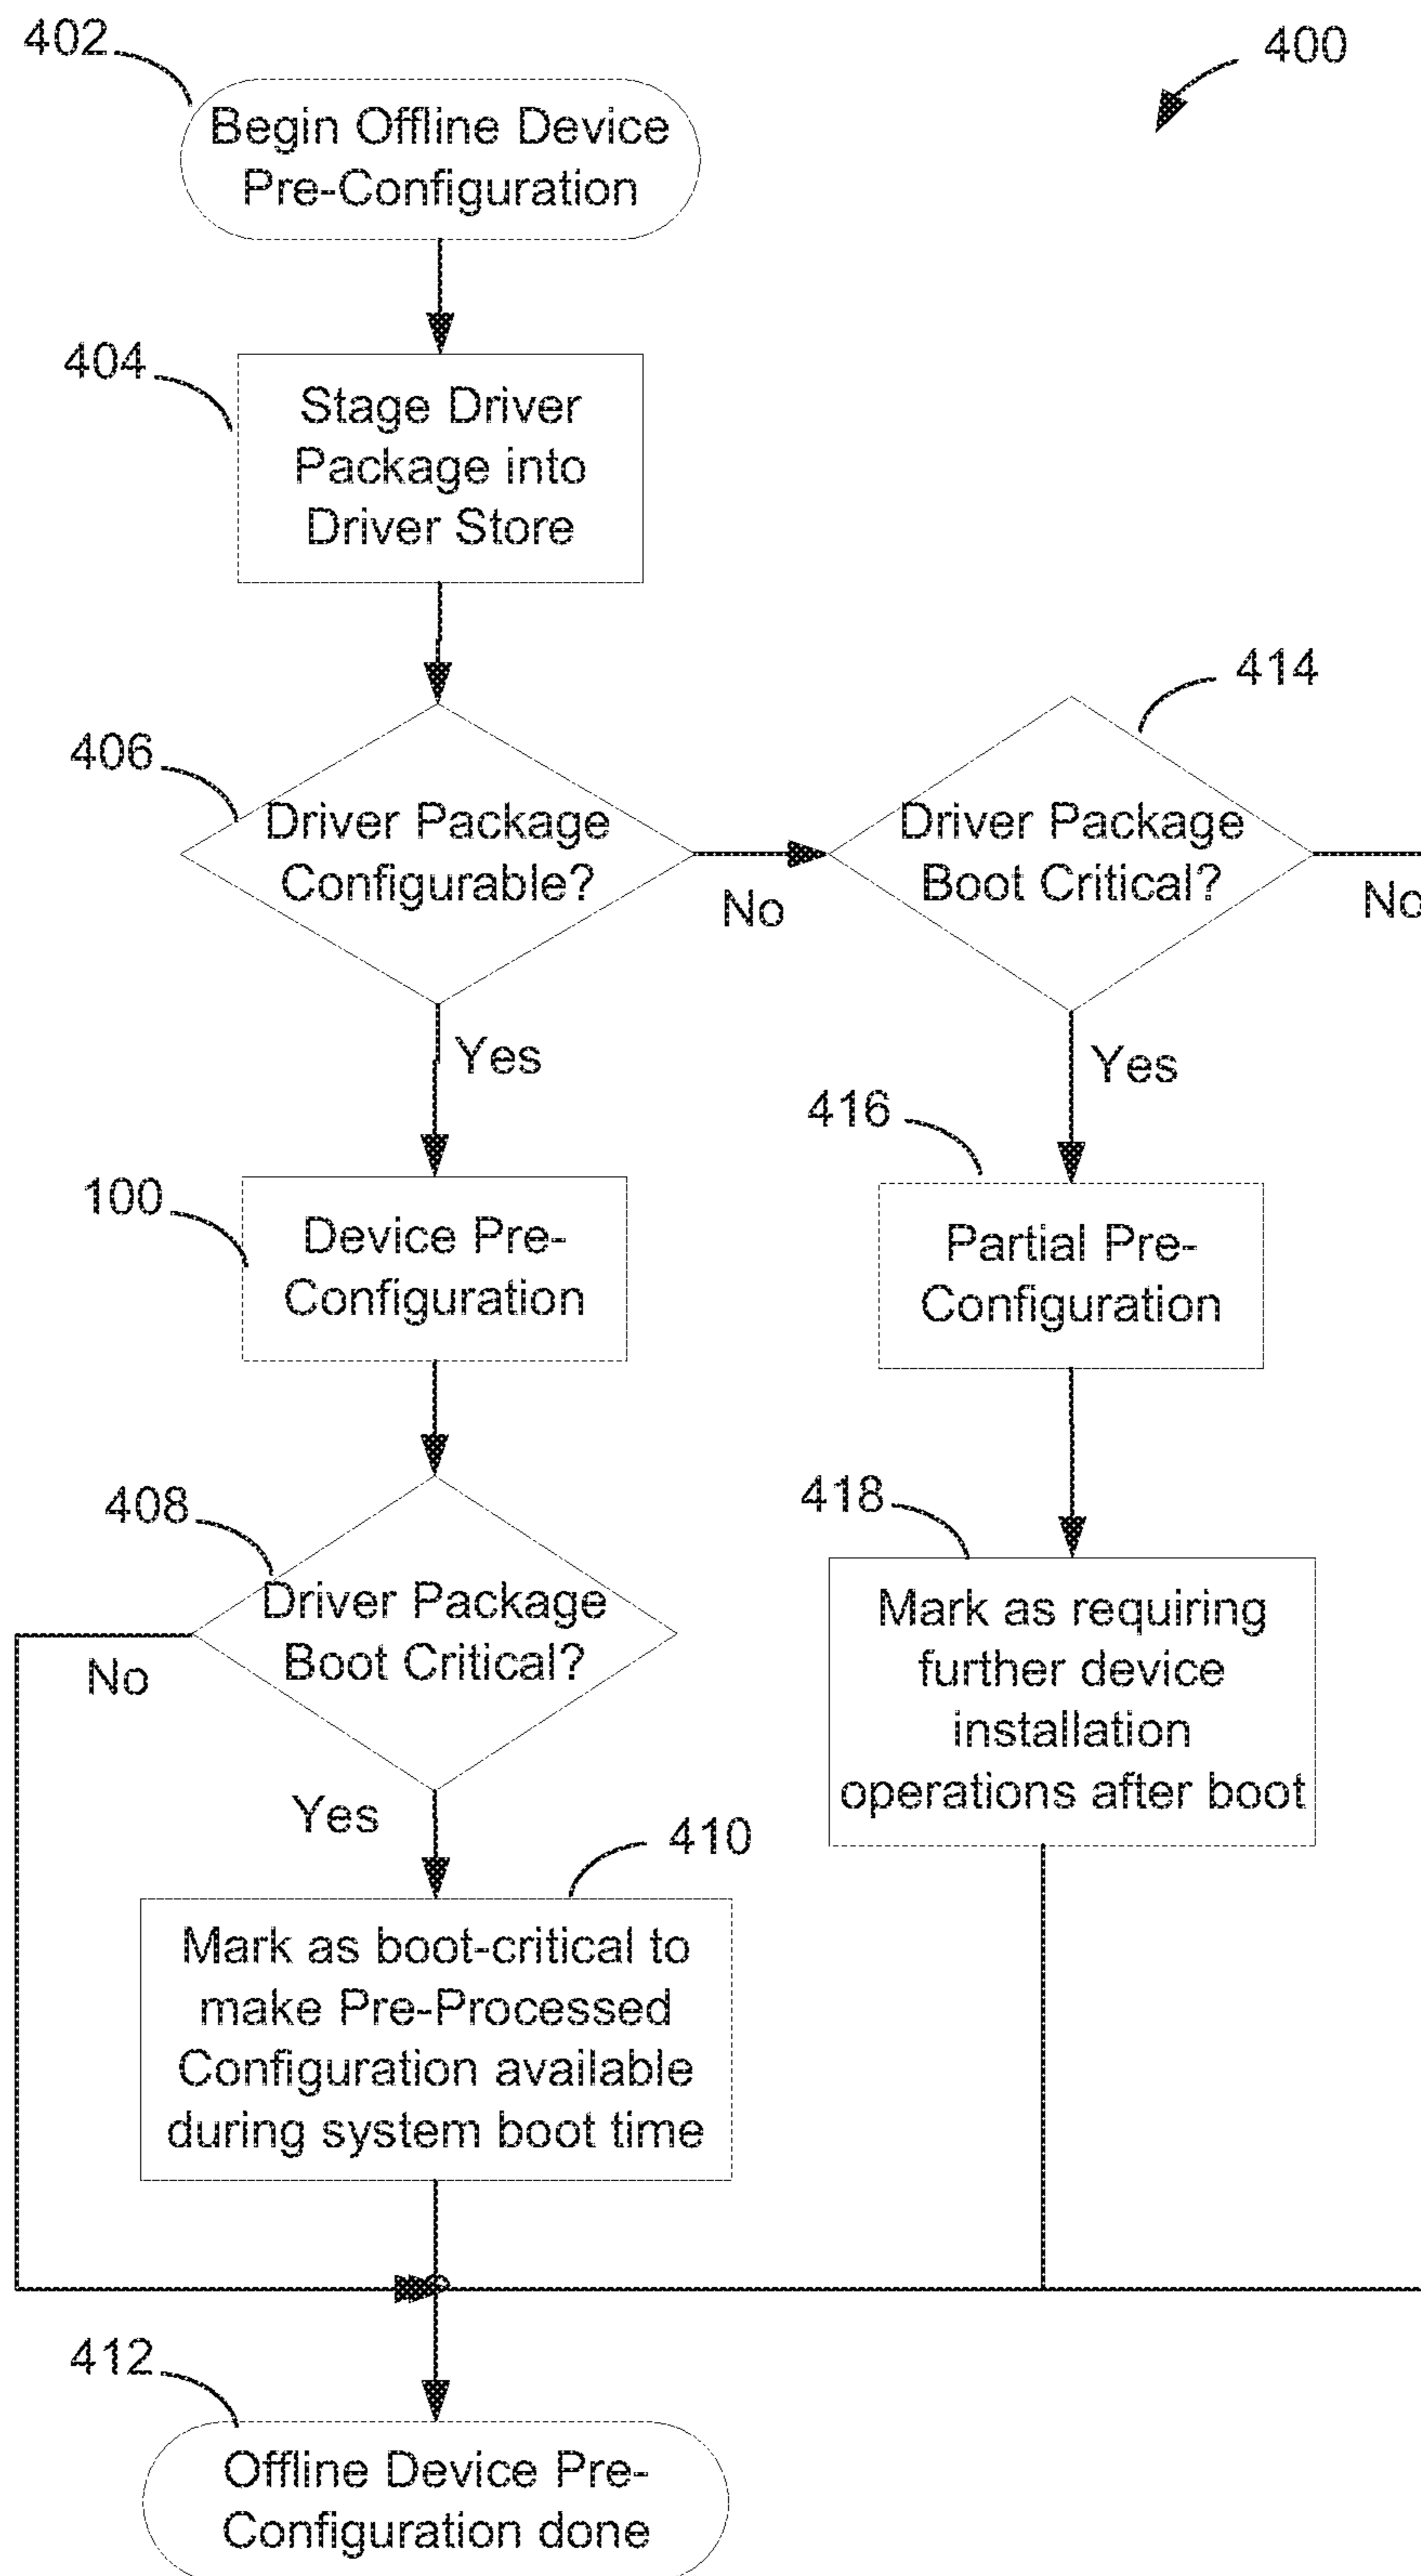 402
400
Begin Offline Device
Pre-Configuration
404
Stage Driver
Package into
Driver Store
414
406
Driver Package
Configurable?
No
Driver Package
Boot Critical?
No
Yes
Yes
416
100
Device Pre-
Configuration
Partial Pre-
Configuration
408
418
Driver Package
Boot Critical?
No
Mark as requiring
further device
installation
operations after boot
Yes
410
Mark as boot-critical to
make Pre-Processed
Configuration available
during system boot time
412
Offline Device Pre-
Configuration done